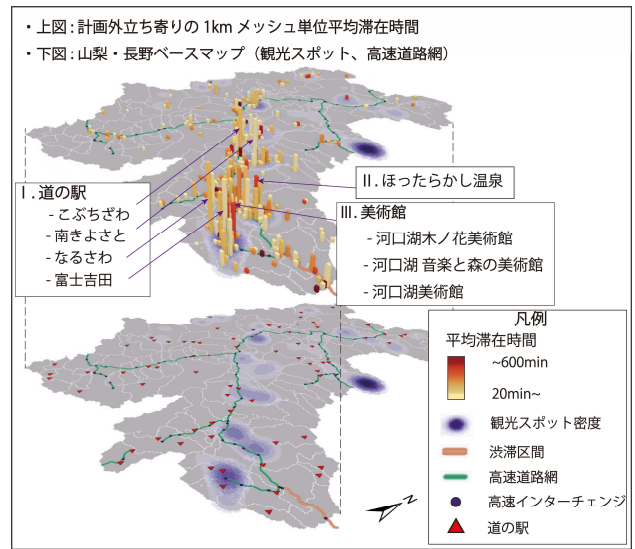 ・上図:計画外立ち寄りの1kmメッシュ単位平均滞在時間
・下図:山梨・長野ベースマップ（観光スポット、高速道路網）
Ⅰ.道の駅
- こぶちざわ
- 南きよさと
- なるさわ
- 富士吉田
Ⅱ.ほったらかし温泉
Ⅲ.美術館
- 河口湖木ノ花美術館
- 河口湖 音楽と森の美術館
- 河口湖美術館
凡例
平均滞在時間
~600min
20min~
観光スポット密度
渋滞区間
高速道路網
高速インターチェンジ
道の駅
N